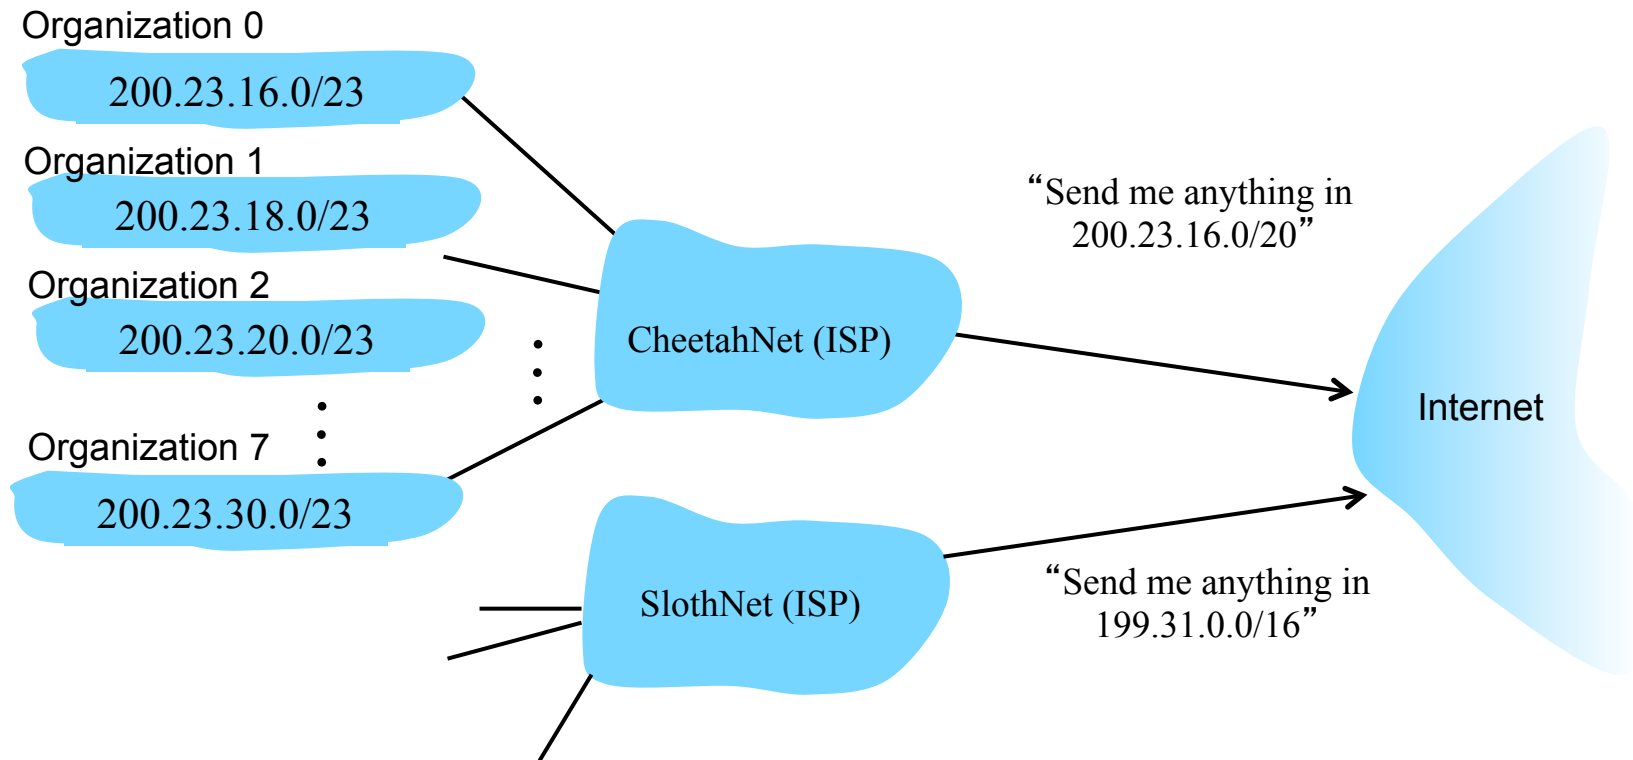 Organization 0
200.23.16.0/23
Organization 1
200.23.18.0/23
Organization 2
200.23.20.0/23
Organization 7
200.23.30.0/23
CheetahNet (ISP)
“Send me anything in
200.23.16.0/20”
Internet
SlothNet (ISP)
“Send me anything in
199.31.0.0/16”